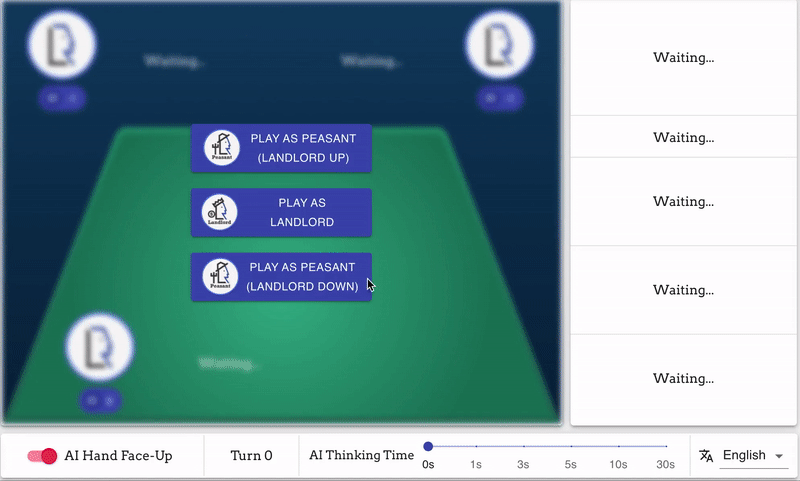 Waiting...
Waiting...
PLAY AS PEASANT
(LANDLORD UP)
Peasant
PLAY AS
LANDLORD
Landlord
PLAY AS PEASANT
(LANDLORD DOWN)
Peasant
Waiting...
Waiting...
Waiting...
Waiting...
Waiting...
Waiting...
AI Hand Face-Up
Turn 0
AI Thinking Time
0s 1s 3s 5s 10s 30s
English